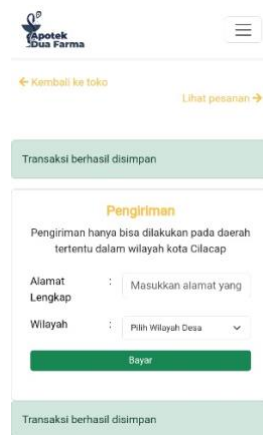 Apotek
Dua Farma
← Kembali ke toko
Lihat pesanan →
Transaksi berhasil disimpan
Pengiriman
Pengiriman hanya bisa dilakukan pada daerah
tertentu dalam wilayah kota Cilacap
Alamat : Masukkan alamat yang
Lengkap
Wilayah : Pilih Wilayah Desa
Bayar
Transaksi berhasil disimpan